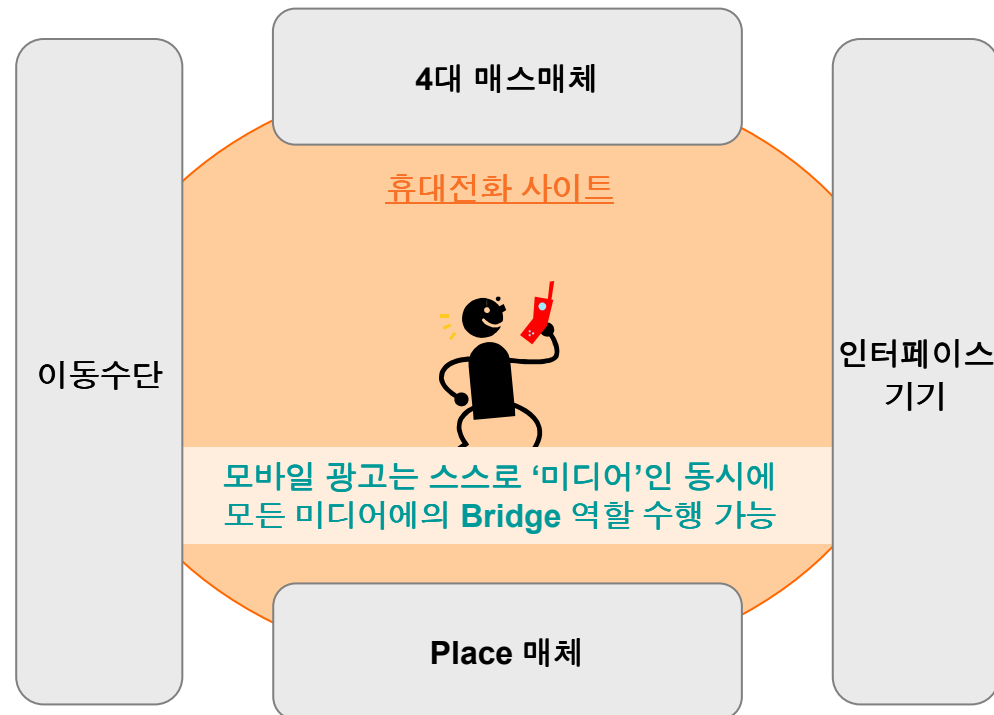 4대 매스매체
휴대전화 사이트
이동수단
인터페이스
기기
모바일 광고는 스스로 ‘미디어’인 동시에
모든 미디어에의 Bridge 역할 수행 가능
Place 매체